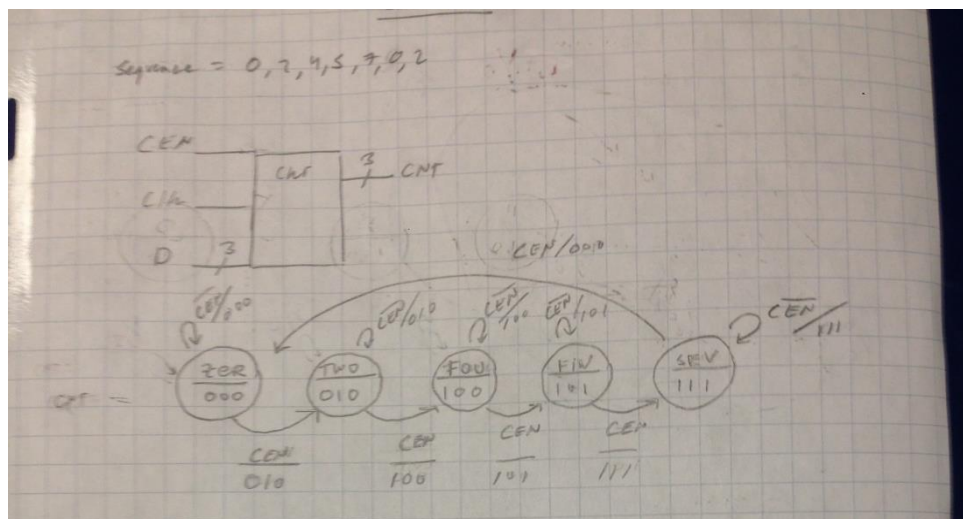 Sequence = 0, 2, 4, 5, 7, 0, 2
CEN
Cnt
3
CNT
Clk
D
3
CEN/0010
CEN/000
CEN/010
CEN/100
CEN/101
CEN/111
ZER
000
TWO
010
FOU
100
FIV
101
SEV
111
CNT =
CEN
010
CEN
100
CEN
101
CEN
111